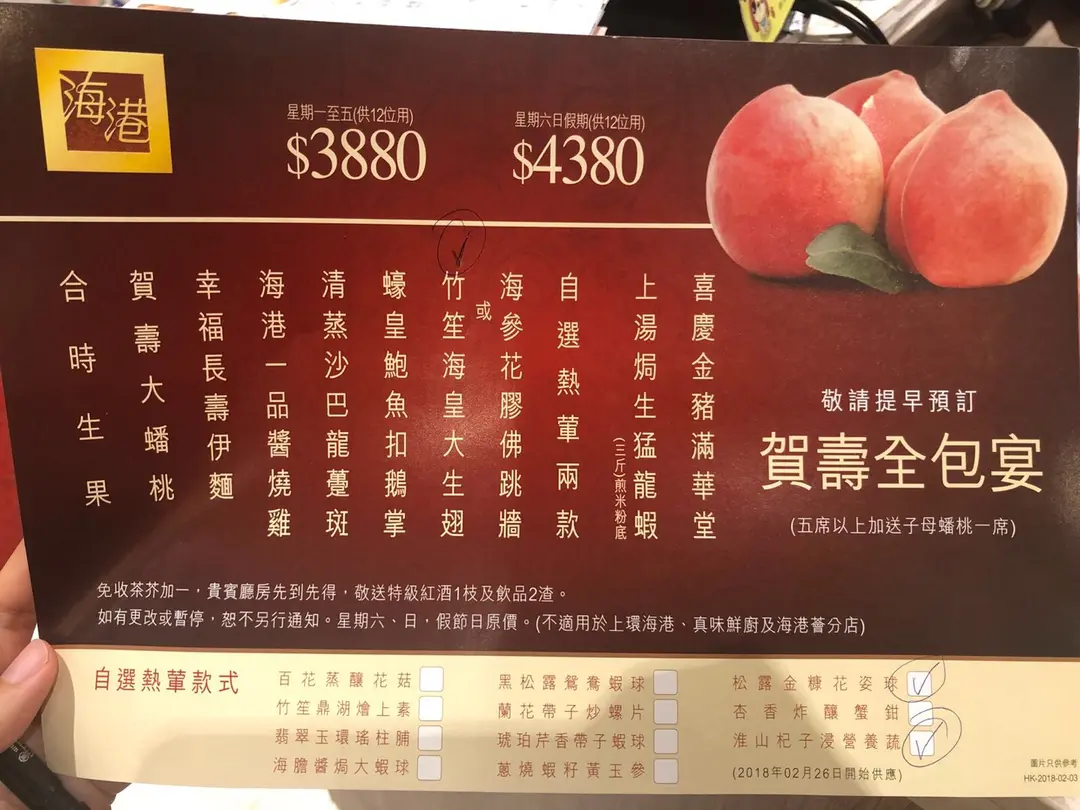 海港
星期一至五(供12位用)
$3880
星期六日假期(供12位用)
$4380
敬請提早預訂
賀壽全包宴
(五席以上加送子母蟠桃一席)
喜慶金豬滿華堂
上湯焗生猛龍蝦
(三斤)煎米粉底
自選熱葷兩款
海參花膠佛跳牆
或
竹笙海皇大生翅
蠔皇鮑魚扣鵝掌
清蒸沙巴龍躉斑
海港一品醬燒雞
幸福長壽伊麵
賀壽大蟠桃
合時生果
免收茶芥加一，貴賓廳房先到先得，敬送特級紅酒1枝及飲品2渣。
如有更改或暫停，恕不另行通知。星期六、日，假節日原價。(不適用於上環海港、真味鮮廚及海港薈分店)
自選熱葷款式
百花蒸釀花菇
竹笙鼎湖燴上素
翡翠玉環瑤柱脯
海膽醬焗大蝦球
黑松露鴛鴦蝦球
蘭花帶子炒螺片
琥珀芹香帶子蝦球
蔥燒蝦籽黃玉參
松露金糠花姿球
杏香炸釀蟹鉗
淮山杞子浸營養蔬
(2018年02月26日開始供應)
圖片只供參考
HK-2018-02-03